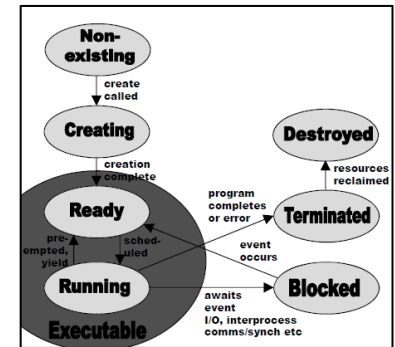 Non-
existing
create
called
Creating
creation
complete
Destroyed
resources
reclaimed
program
completes
or error
Terminated
Ready
pre-
empted,
yield
sched-
uled
event
occurs
Running
Blocked
awaits
event
I/O, interprocess
comms/synch etc
Executable